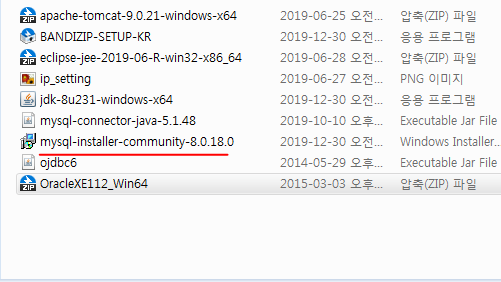 apache-tomcat-9.0.21-windows-x64 2019-06-25 오전... 압축(ZIP) 파일
BANDIZIP-SETUP-KR 2019-12-30 오전... 응용 프로그램
eclipse-jee-2019-06-R-win32-x86_64 2019-06-27 오전... 압축(ZIP) 파일
ip_setting 2019-06-27 오전... PNG 이미지
jdk-8u231-windows-x64 2019-12-30 오전... 응용 프로그램
mysql-connector-java-5.1.48 2019-10-10 오후... Executable Jar File
mysql-installer-community-8.0.18.0 2019-12-30 오후... Windows Installer...
ojdbc6 2014-05-29 오후... Executable Jar File
OracleXE112_Win64 2015-03-03 오후... 압축(ZIP) 파일
ZIP
ZIP
ZIP